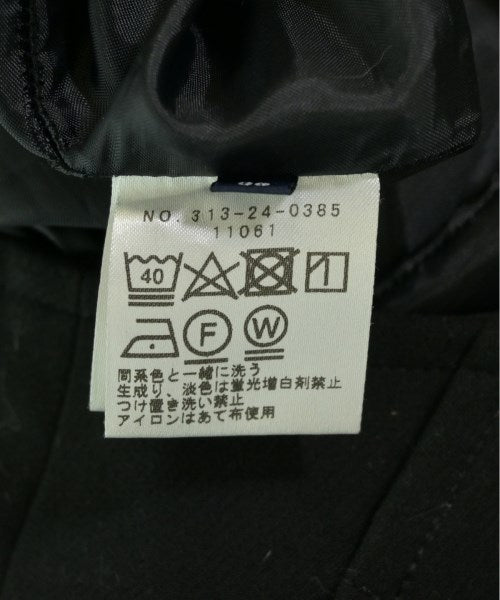 NO. 313-24-0385
11061
40
F W
同系色と一緒に洗う
生成り、淡色は蛍光増白剤禁止
つけ置き洗い禁止
アイロンはあて布使用